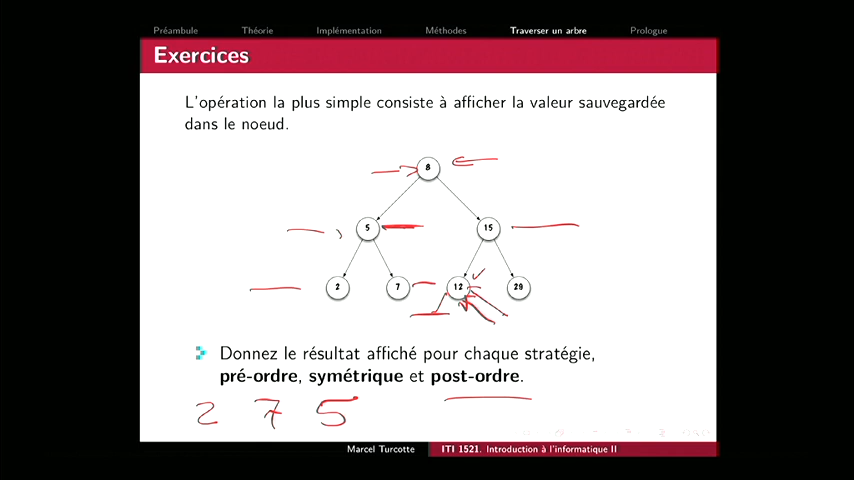 Préambule Théorie Implémentation Méthodes Traverser un arbre Prologue
Exercices
L'opération la plus simple consiste à afficher la valeur sauvegardée
dans le noeud.
8
5 15
2 7 12 29
Donnez le résultat affiché pour chaque stratégie,
pré-ordre, symétrique et post-ordre.
2 7 5
Marcel Turcotte ITI 1521. Introduction à l'informatique II